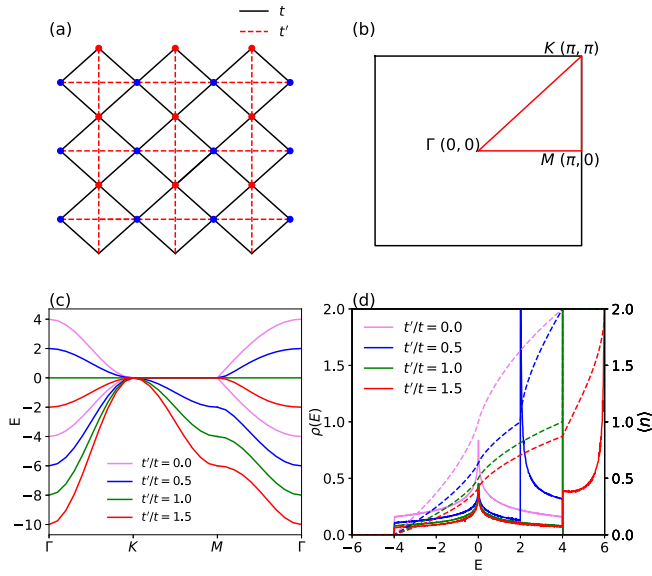 (a)
t
t'
(b)
K (π, π)
Γ (0, 0)
M (π, 0)
(c)
4
2
0
−2
−4
−6
−8
−10
E
Γ
K
M
Γ
t'/t = 0.0
t'/t = 0.5
t'/t = 1.0
t'/t = 1.5
(d)
2.0
1.5
1.0
0.5
0.0
ρ(E)
−6
−4
−2
0
2
4
6
E
2.0
1.5
1.0
0.5
0.0
⟨n⟩
t'/t = 0.0
t'/t = 0.5
t'/t = 1.0
t'/t = 1.5